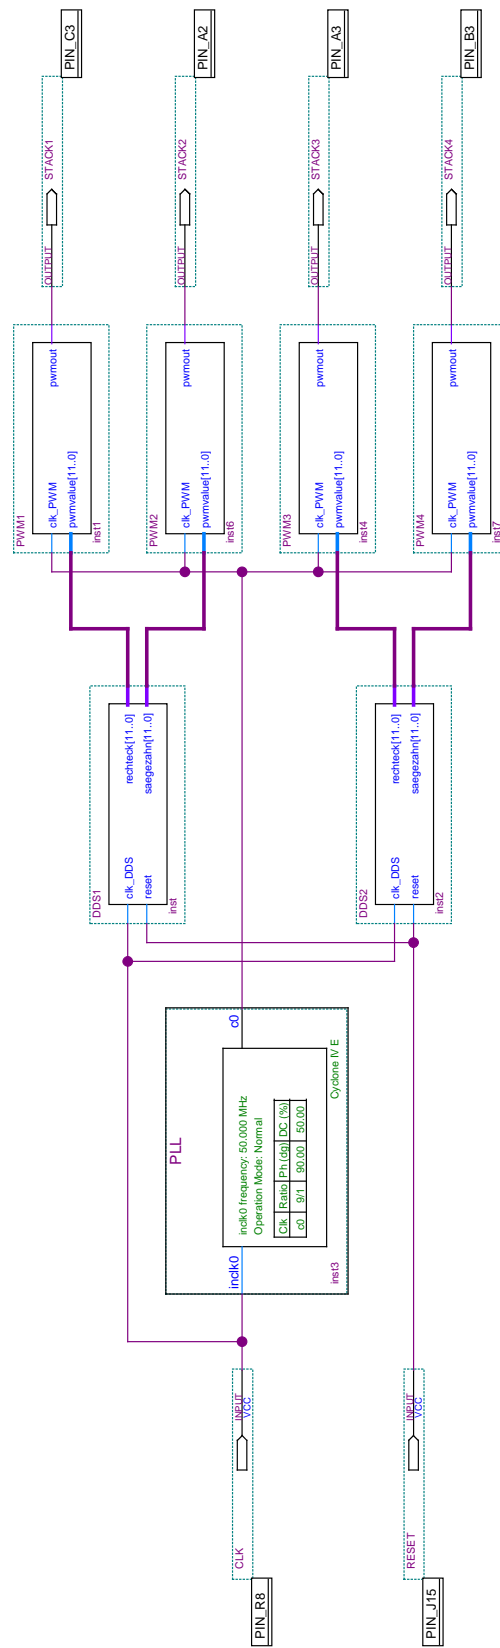 PIN_R8
CLK
INPUT
VCC
PIN_J15
RESET
INPUT
VCC
PLL
inclk0
inclk0 frequency: 50.000 MHz
Operation Mode: Normal
Clk Ratio Ph (dg) DC (%)
c0 9/1 90.00 50.00
Cyclone IV E
c0
inst3
DDS1
clk_DDS
reset
rechteck[11..0]
saegezahn[11..0]
inst
DDS2
clk_DDS
reset
rechteck[11..0]
saegezahn[11..0]
inst2
PWM1
clk_PWM
pwmvalue[11..0]
pwmout
inst1
PWM2
clk_PWM
pwmvalue[11..0]
pwmout
inst6
PWM3
clk_PWM
pwmvalue[11..0]
pwmout
inst4
PWM4
clk_PWM
pwmvalue[11..0]
pwmout
inst7
OUTPUT
STACK1
PIN_C3
OUTPUT
STACK2
PIN_A2
OUTPUT
STACK3
PIN_A3
OUTPUT
STACK4
PIN_B3